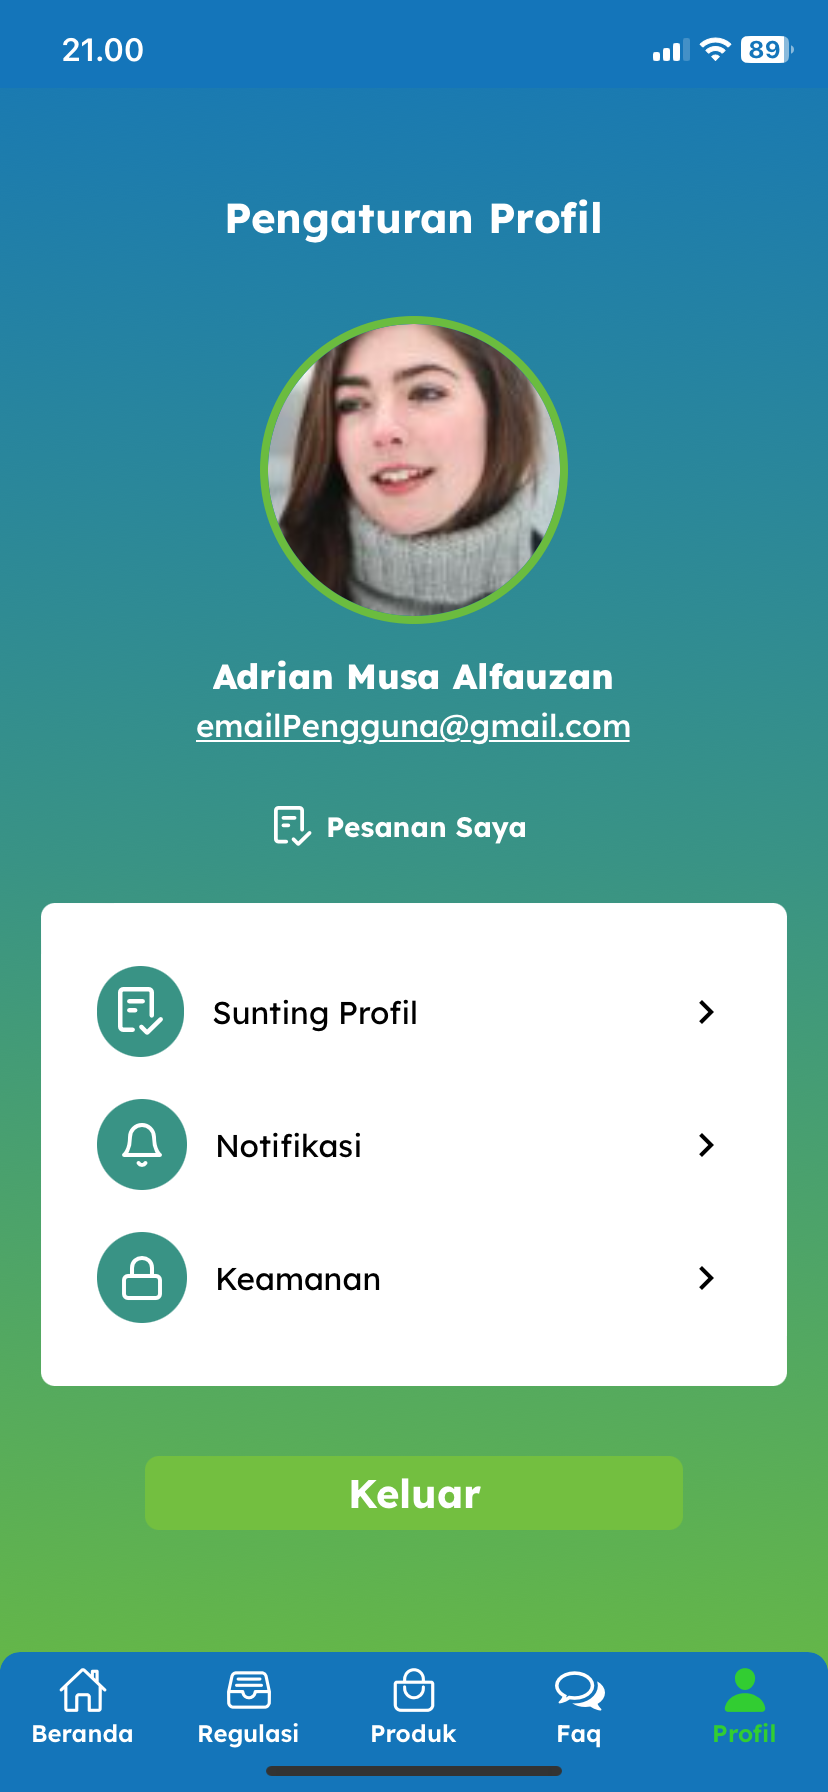 21.00
89
Pengaturan Profil
Adrian Musa Alfauzan
emailPengguna@gmail.com
Pesanan Saya
Sunting Profil
Notifikasi
Keamanan
Keluar
Beranda Regulasi Produk Faq Profil